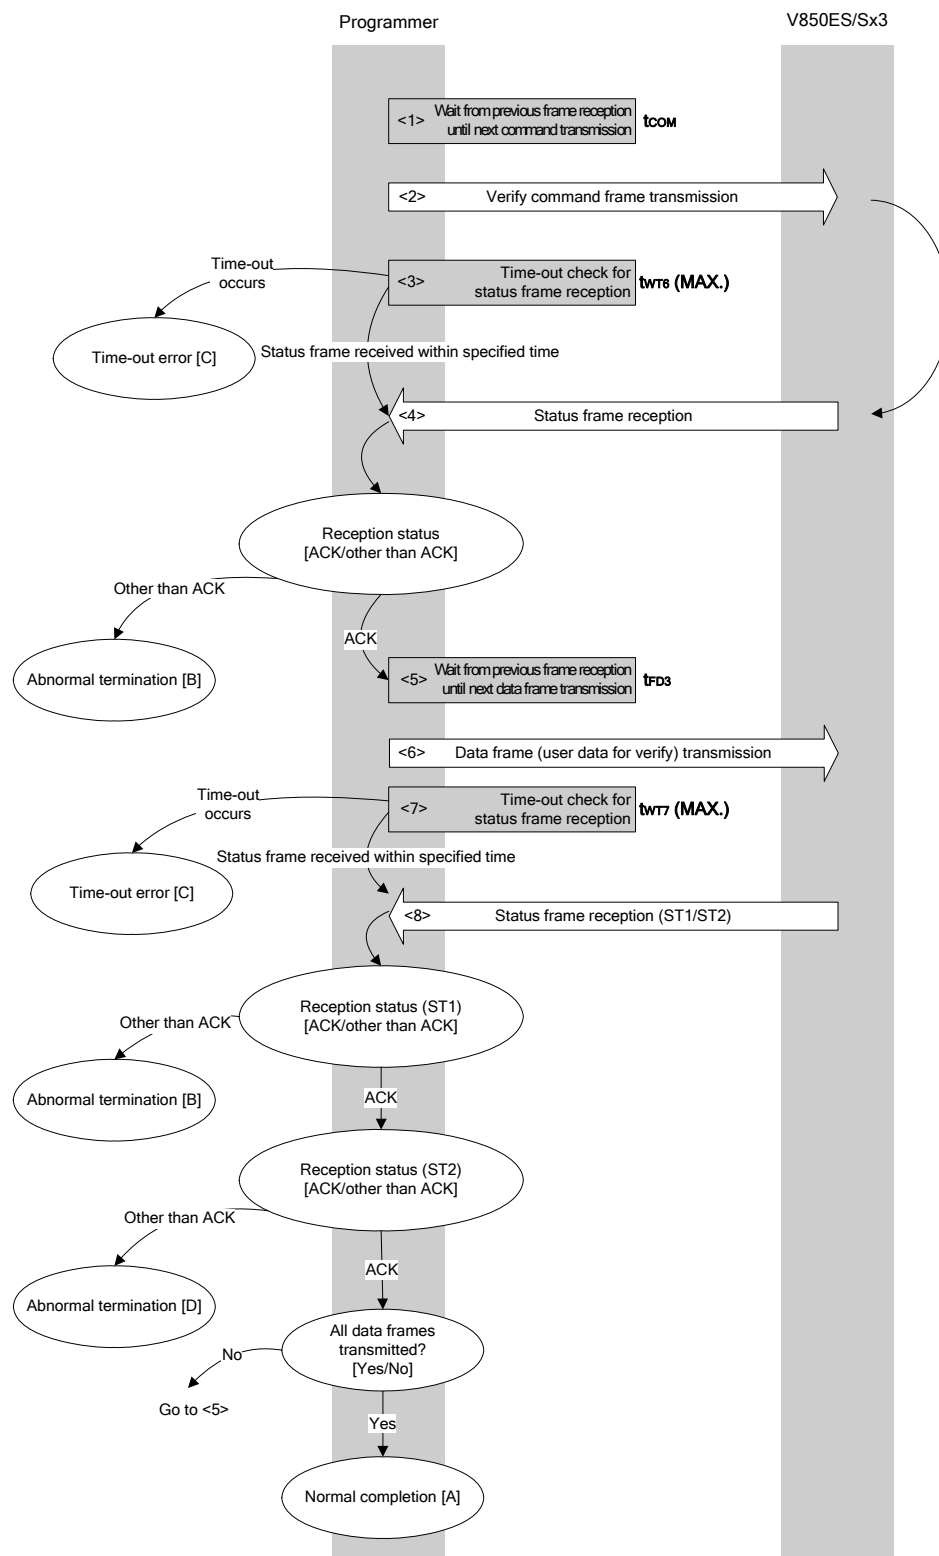 Programmer
V850ES/Sx3
<1> Wait from previous frame reception
until next command transmission
tCOM
<2> Verify command frame transmission
Time-out
occurs
<3> Time-out check for
status frame reception
tWT6 (MAX.)
Time-out error [C]
Status frame received within specified time
<4> Status frame reception
Reception status
[ACK/other than ACK]
Other than ACK
ACK
Abnormal termination [B]
<5> Wait from previous frame reception
until next data frame transmission
tFD3
<6> Data frame (user data for verify) transmission
Time-out
occurs
<7> Time-out check for
status frame reception
tWT7 (MAX.)
Status frame received within specified time
Time-out error [C]
<8> Status frame reception (ST1/ST2)
Reception status (ST1)
[ACK/other than ACK]
Other than ACK
Abnormal termination [B]
ACK
Reception status (ST2)
[ACK/other than ACK]
Other than ACK
ACK
Abnormal termination [D]
All data frames
transmitted?
[Yes/No]
No
Go to <5>
Yes
Normal completion [A]